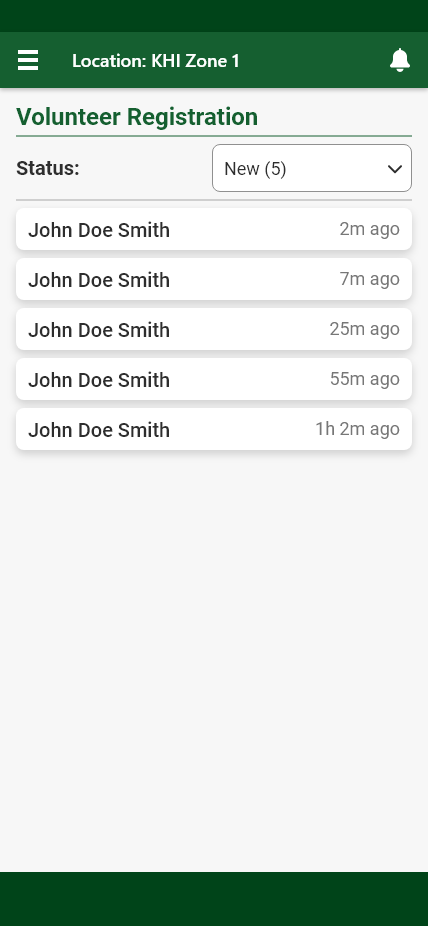 Location: KHI Zone 1
Volunteer Registration
Status: New (5)
John Doe Smith 2m ago
John Doe Smith 7m ago
John Doe Smith 25m ago
John Doe Smith 55m ago
John Doe Smith 1h 2m ago